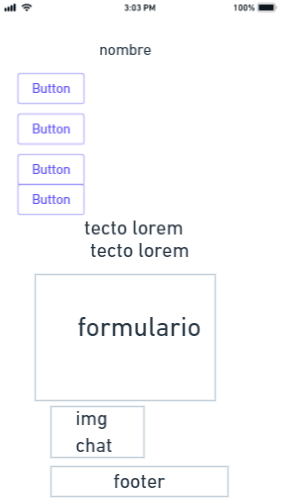 3:03 PM
100%
nombre
Button
Button
Button
Button
tecto lorem
tecto lorem
formulario
img
chat
footer